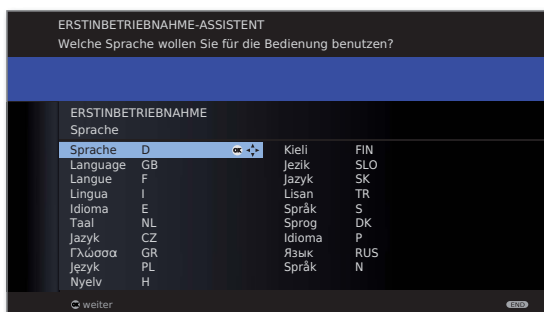 ERSTINBETRIEBNAHME-ASSISTENT
Welche Sprache wollen Sie für die Bedienung benutzen?
ERSTINBETRIEBNAHME
Sprache
Sprache D OK Kieli FIN
Language GB Jezik SLO
Langue F Jazyk SK
Lingua I Lisan TR
Idioma E Språk S
Taal NL Sprog DK
Jazyk CZ Idioma P
Γλώσσα GR Язык RUS
Język PL Språk N
Nyelv H
OK weiter END